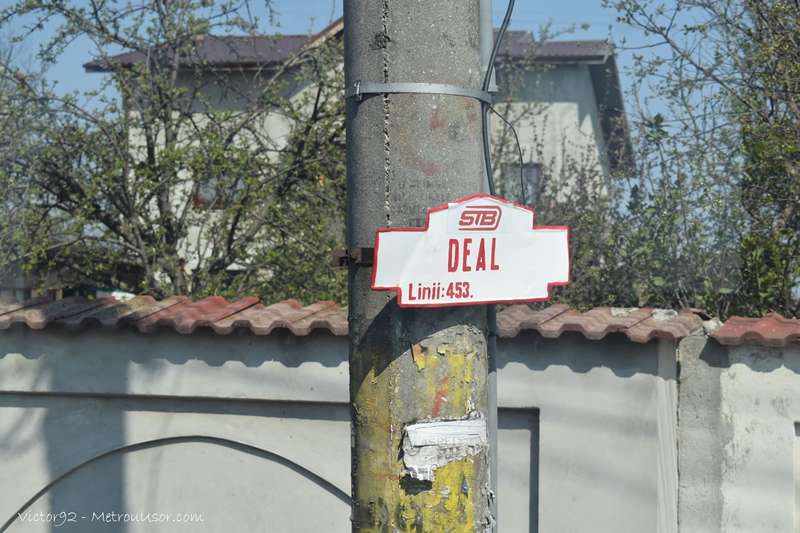 STB
DEAL
Linii:453.
Victor92 - MetrouUsor.com